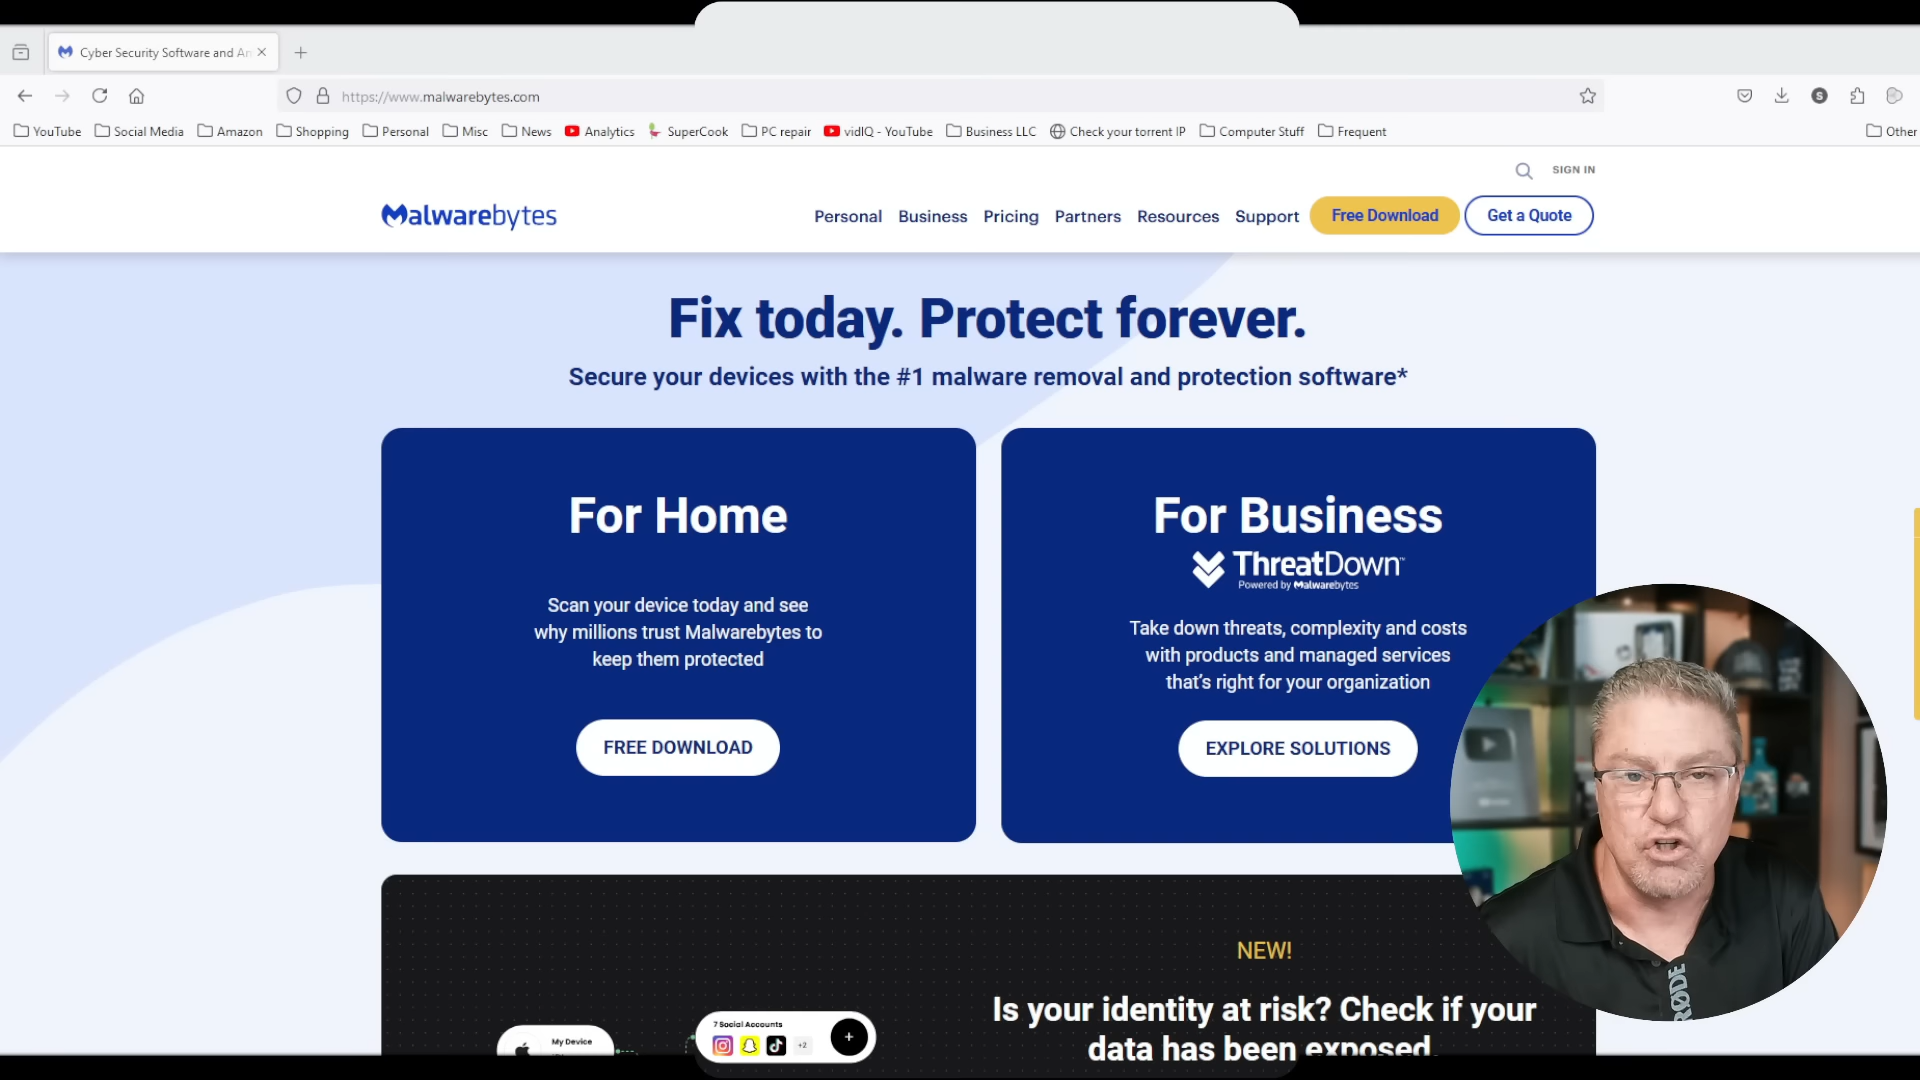 Cyber Security Software and An
https://www.malwarebytes.com
YouTube Social Media Amazon Shopping Personal Misc News Analytics SuperCook PC repair vidIQ - YouTube Business LLC Check your torrent IP Computer Stuff Frequent Other
SIGN IN
Malwarebytes
Personal Business Pricing Partners Resources Support Free Download Get a Quote
Fix today. Protect forever.
Secure your devices with the #1 malware removal and protection software*
For Home
Scan your device today and see
why millions trust Malwarebytes to
keep them protected
FREE DOWNLOAD
For Business
ThreatDown™
Powered by Malwarebytes
Take down threats, complexity and costs
with products and managed services
that's right for your organization
EXPLORE SOLUTIONS
NEW!
Is your identity at risk? Check if your
data has been exposed.
My Device
7 Social Accounts
+2
RØDE